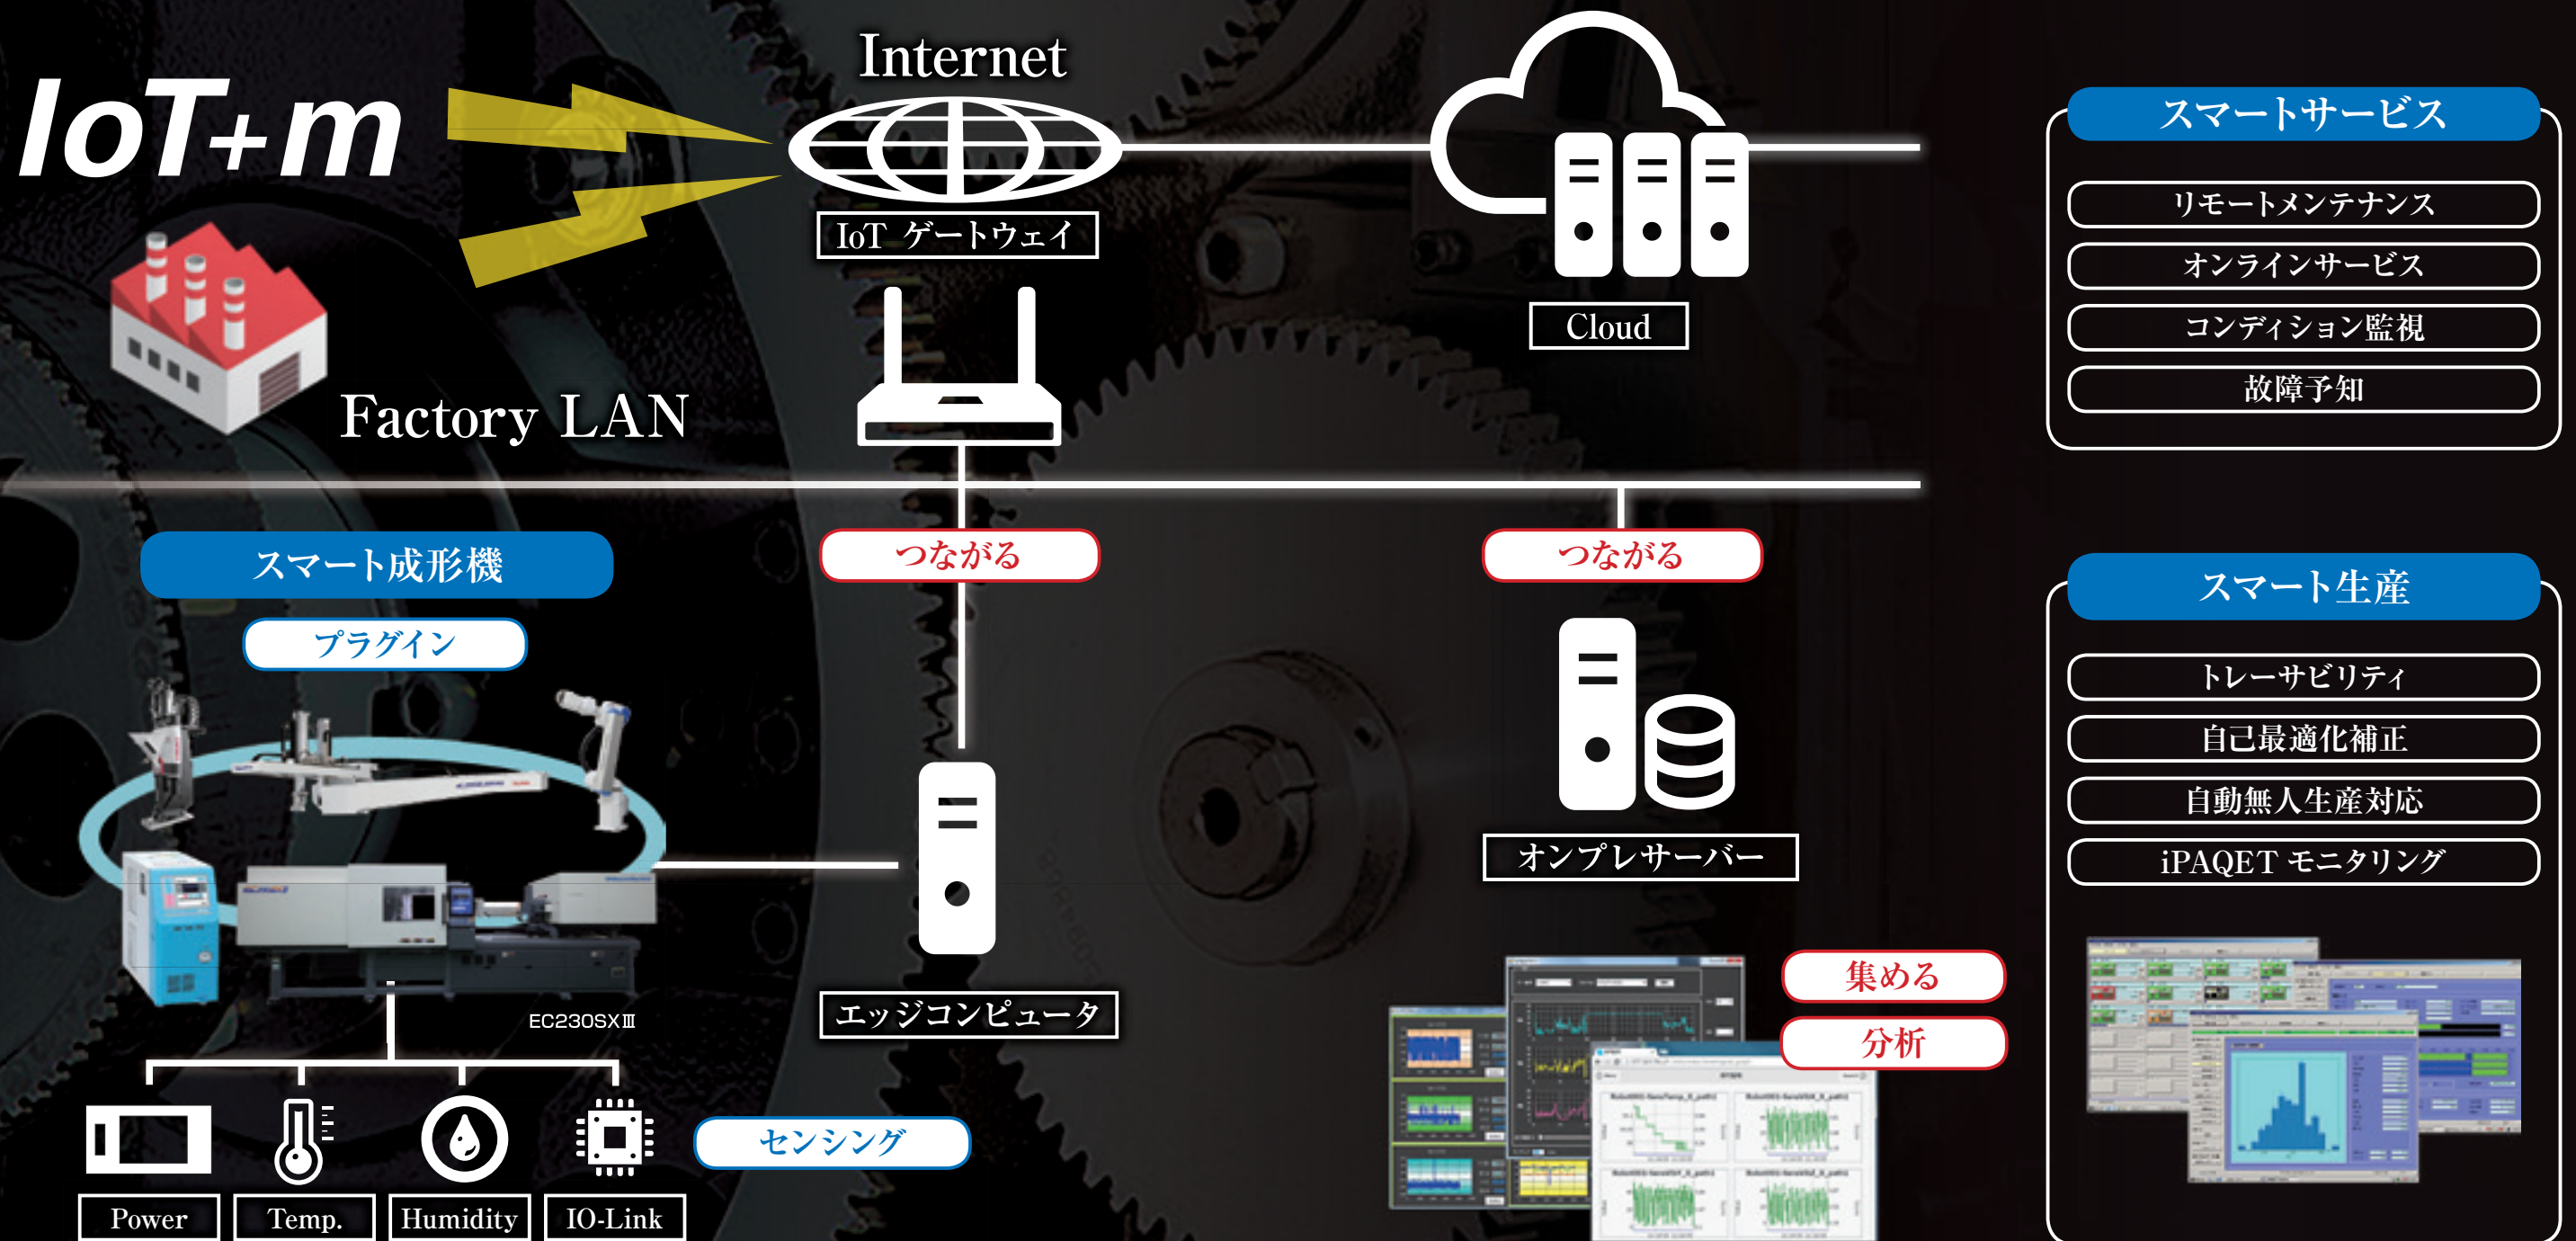 IoT+m
Internet
IoT ゲートウェイ
Cloud
Factory LAN
スマートサービス
リモートメンテナンス
オンラインサービス
コンディション監視
故障予知
つながる
つながる
スマート成形機
プラグイン
EC230SXⅢ
エッジコンピュータ
オンプレサーバー
集める
分析
センシング
Power
Temp.
Humidity
IO-Link
スマート生産
トレーサビリティ
自己最適化補正
自動無人生産対応
iPAQET モニタリング